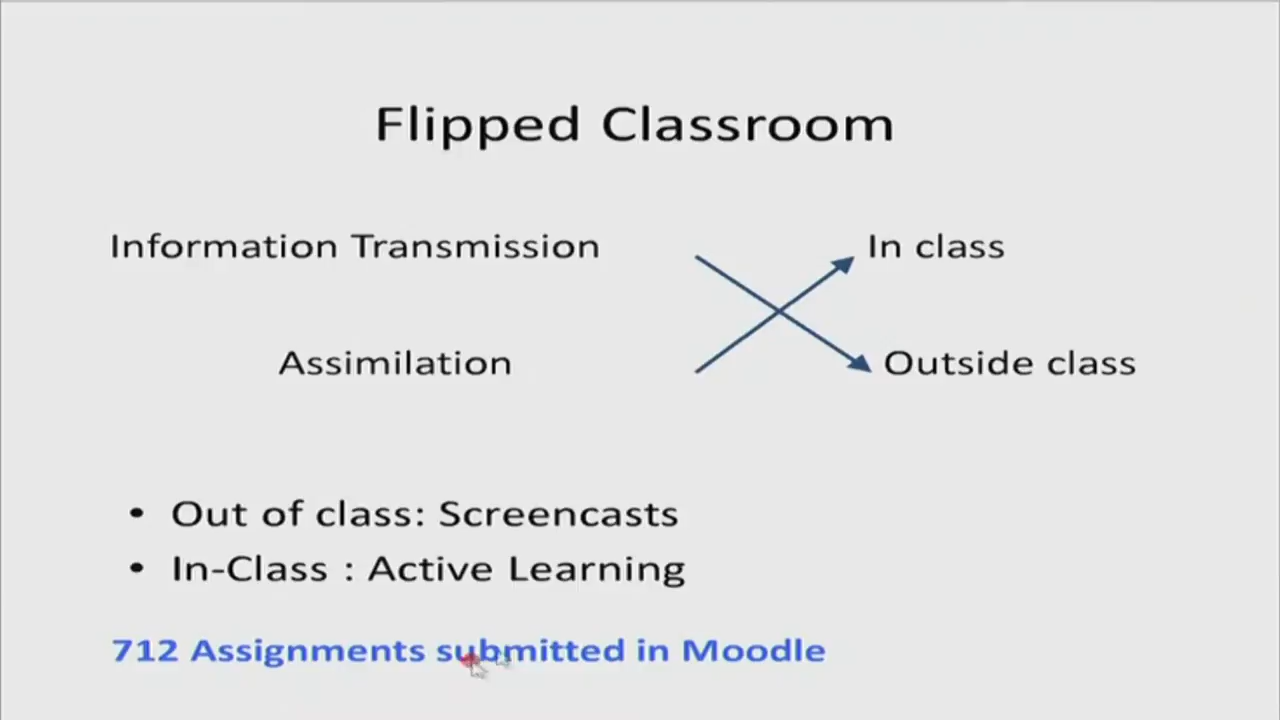 Flipped Classroom
Information Transmission
In class
Assimilation
Outside class
• Out of class: Screencasts
• In-Class : Active Learning
712 Assignments submitted in Moodle